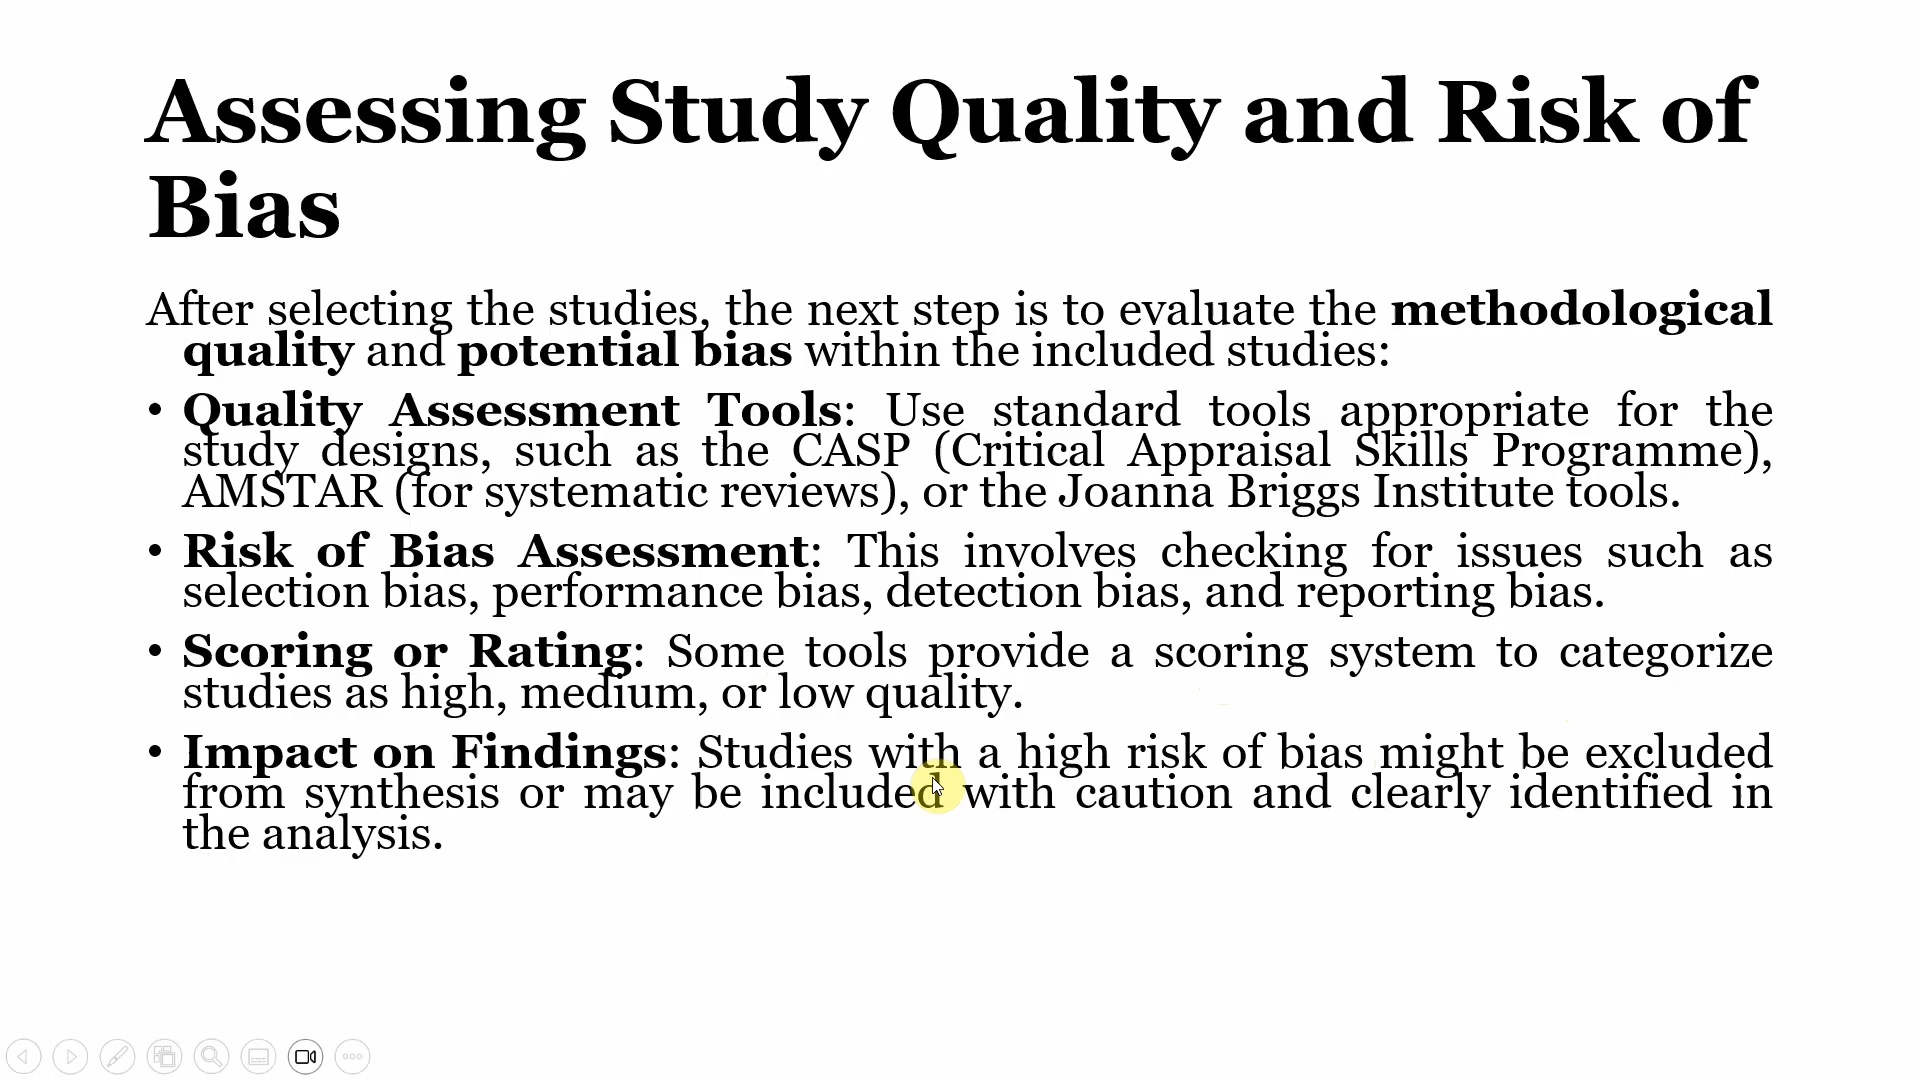 Assessing Study Quality and Risk of
Bias
After selecting the studies, the next step is to evaluate the methodological
quality and potential bias within the included studies:
• Quality Assessment Tools: Use standard tools appropriate for the
study designs, such as the CASP (Critical Appraisal Skills Programme),
AMSTAR (for systematic reviews), or the Joanna Briggs Institute tools.
• Risk of Bias Assessment: This involves checking for issues such as
selection bias, performance bias, detection bias, and reporting bias.
• Scoring or Rating: Some tools provide a scoring system to categorize
studies as high, medium, or low quality.
• Impact on Findings: Studies with a high risk of bias might be excluded
from synthesis or may be included with caution and clearly identified in
the analysis.